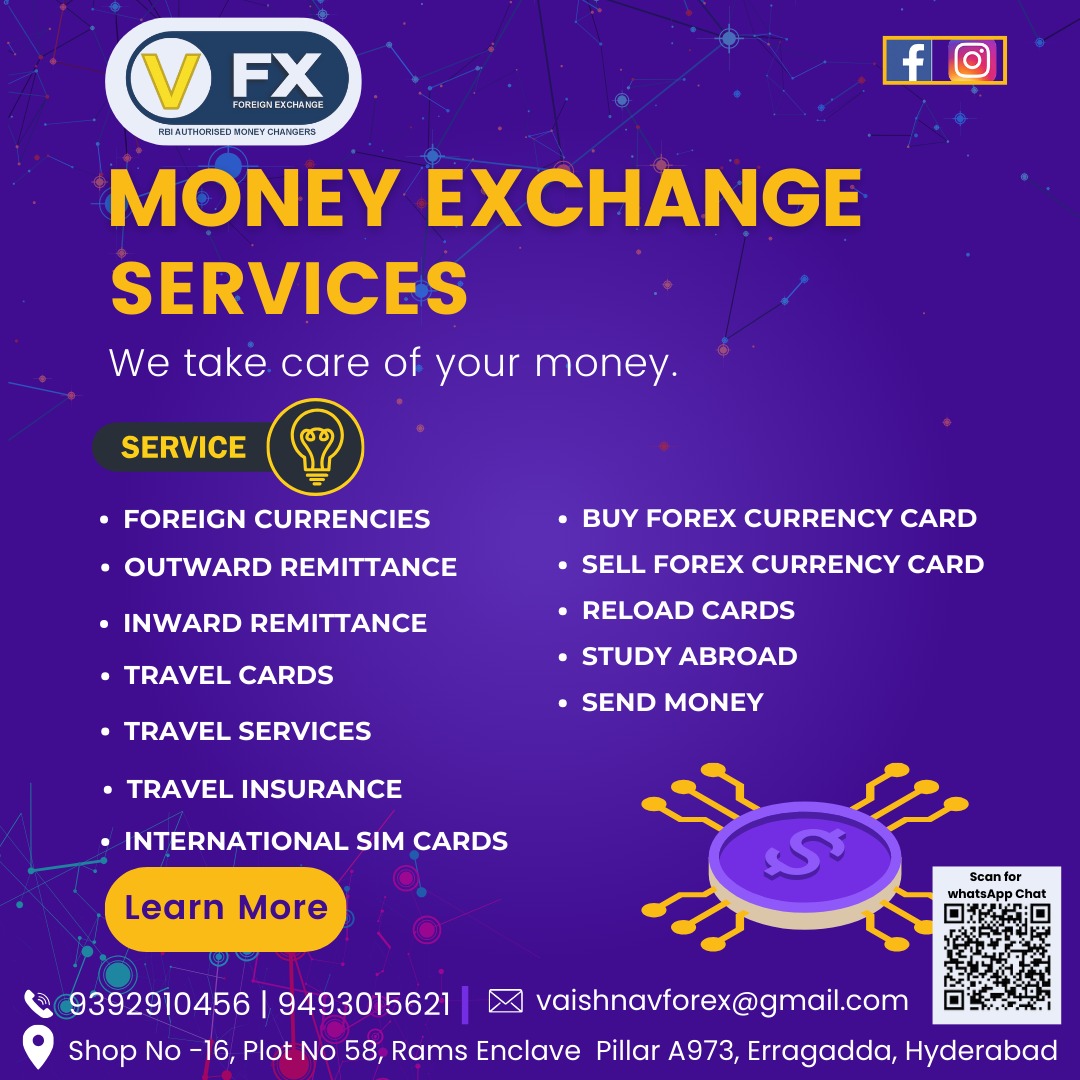 V FX
FOREIGN EXCHANGE
RBI AUTHORISED MONEY CHANGERS
MONEY EXCHANGE
SERVICES
We take care of your money.
SERVICE
• FOREIGN CURRENCIES
• OUTWARD REMITTANCE
• INWARD REMITTANCE
• TRAVEL CARDS
• TRAVEL SERVICES
• TRAVEL INSURANCE
• INTERNATIONAL SIM CARDS
• BUY FOREX CURRENCY CARD
• SELL FOREX CURRENCY CARD
• RELOAD CARDS
• STUDY ABROAD
• SEND MONEY
$
Learn More
Scan for
whatsApp Chat
9392910456 | 9493015621
vaishnavforex@gmail.com
Shop No -16, Plot No 58, Rams Enclave Pillar A973, Erragadda, Hyderabad